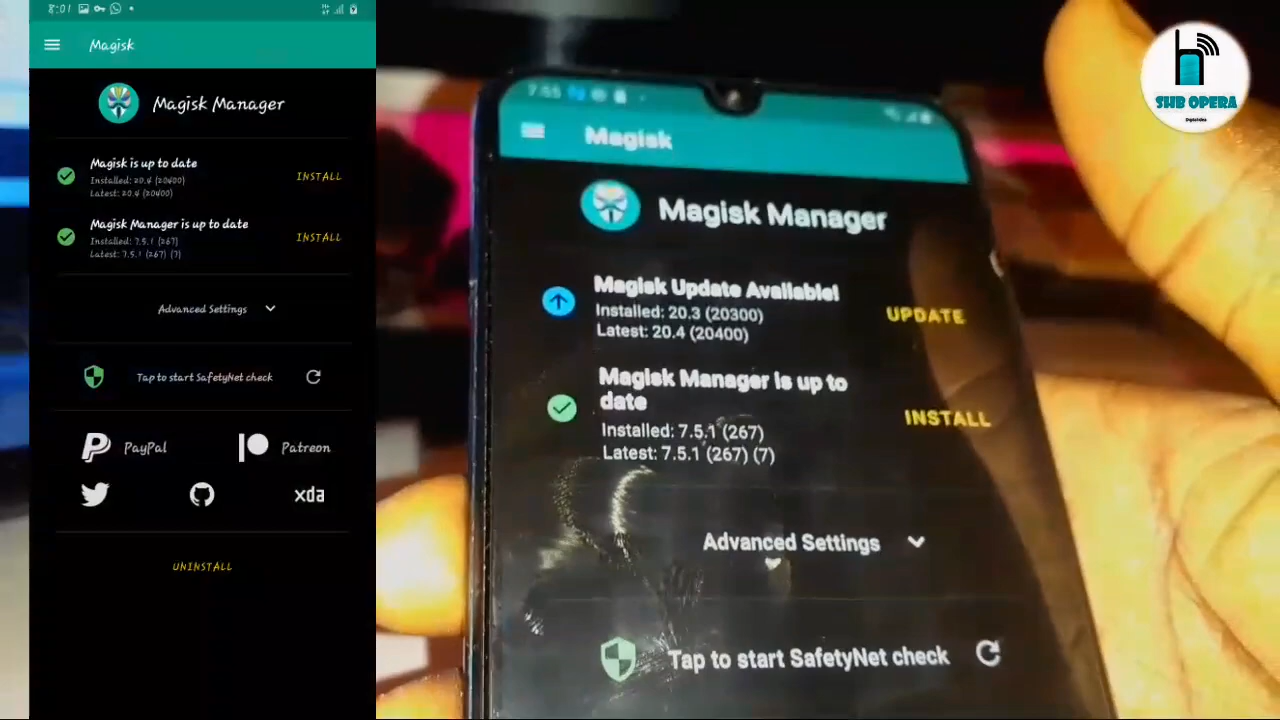 8:01
Magisk
Magisk Manager
Magisk is up to date
Installed: 20.4 (20400)
Latest: 20.4 (20400)
INSTALL
Magisk Manager is up to date
Installed: 7.5.1 (267)
Latest: 7.5.1 (267) (7)
INSTALL
Advanced Settings
Tap to start SafetyNet check
PayPal
Patreon
xda
UNINSTALL
7:55
Magisk
Magisk Manager
Magisk Update Available!
Installed: 20.3 (20300)
Latest: 20.4 (20400)
UPDATE
Magisk Manager is up to
date
Installed: 7.5.1 (267)
Latest: 7.5.1 (267) (7)
INSTALL
Advanced Settings
Tap to start SafetyNet check
SHB OPERA